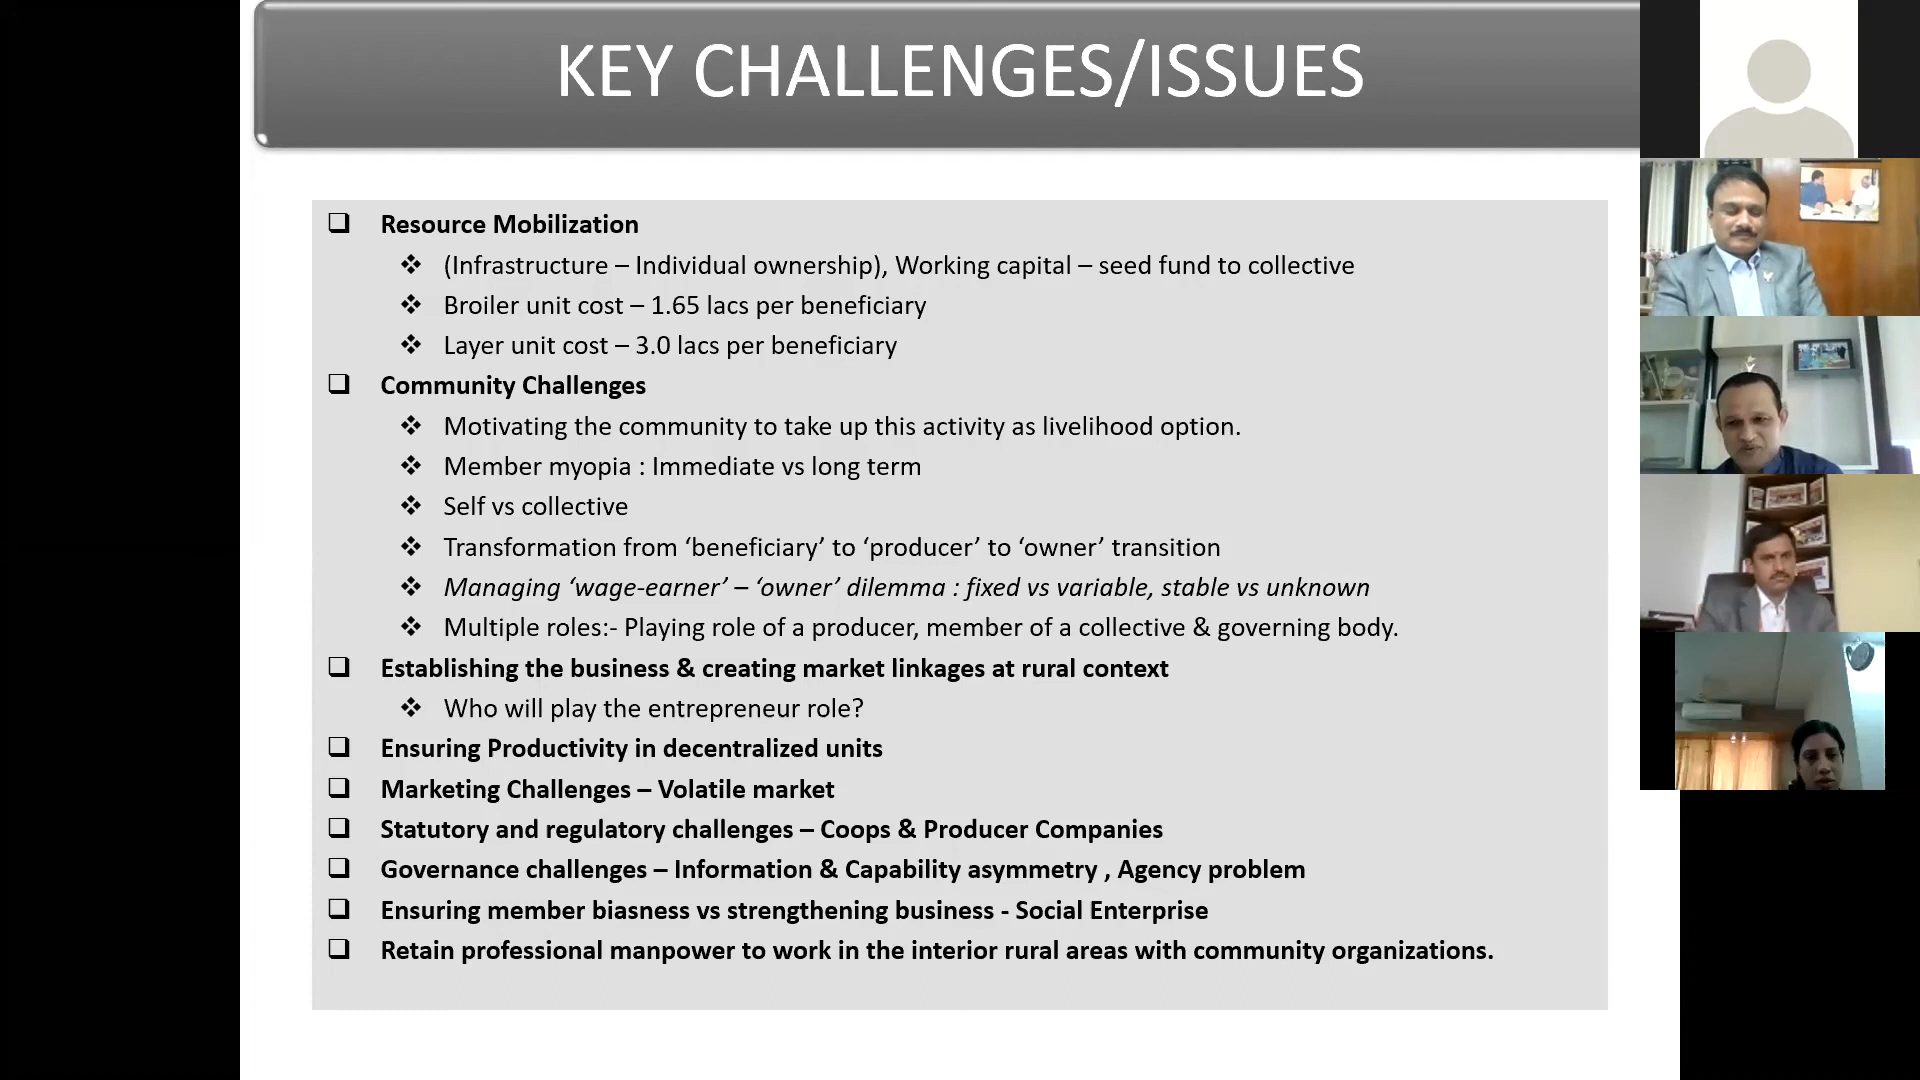 KEY CHALLENGES/ISSUES
❑ Resource Mobilization
❖ (Infrastructure – Individual ownership), Working capital – seed fund to collective
❖ Broiler unit cost – 1.65 lacs per beneficiary
❖ Layer unit cost – 3.0 lacs per beneficiary
❑ Community Challenges
❖ Motivating the community to take up this activity as livelihood option.
❖ Member myopia : Immediate vs long term
❖ Self vs collective
❖ Transformation from ‘beneficiary’ to ‘producer’ to ‘owner’ transition
❖ Managing ‘wage-earner’ – ‘owner’ dilemma : fixed vs variable, stable vs unknown
❖ Multiple roles:- Playing role of a producer, member of a collective & governing body.
❑ Establishing the business & creating market linkages at rural context
❖ Who will play the entrepreneur role?
❑ Ensuring Productivity in decentralized units
❑ Marketing Challenges – Volatile market
❑ Statutory and regulatory challenges – Coops & Producer Companies
❑ Governance challenges – Information & Capability asymmetry , Agency problem
❑ Ensuring member biasness vs strengthening business - Social Enterprise
❑ Retain professional manpower to work in the interior rural areas with community organizations.